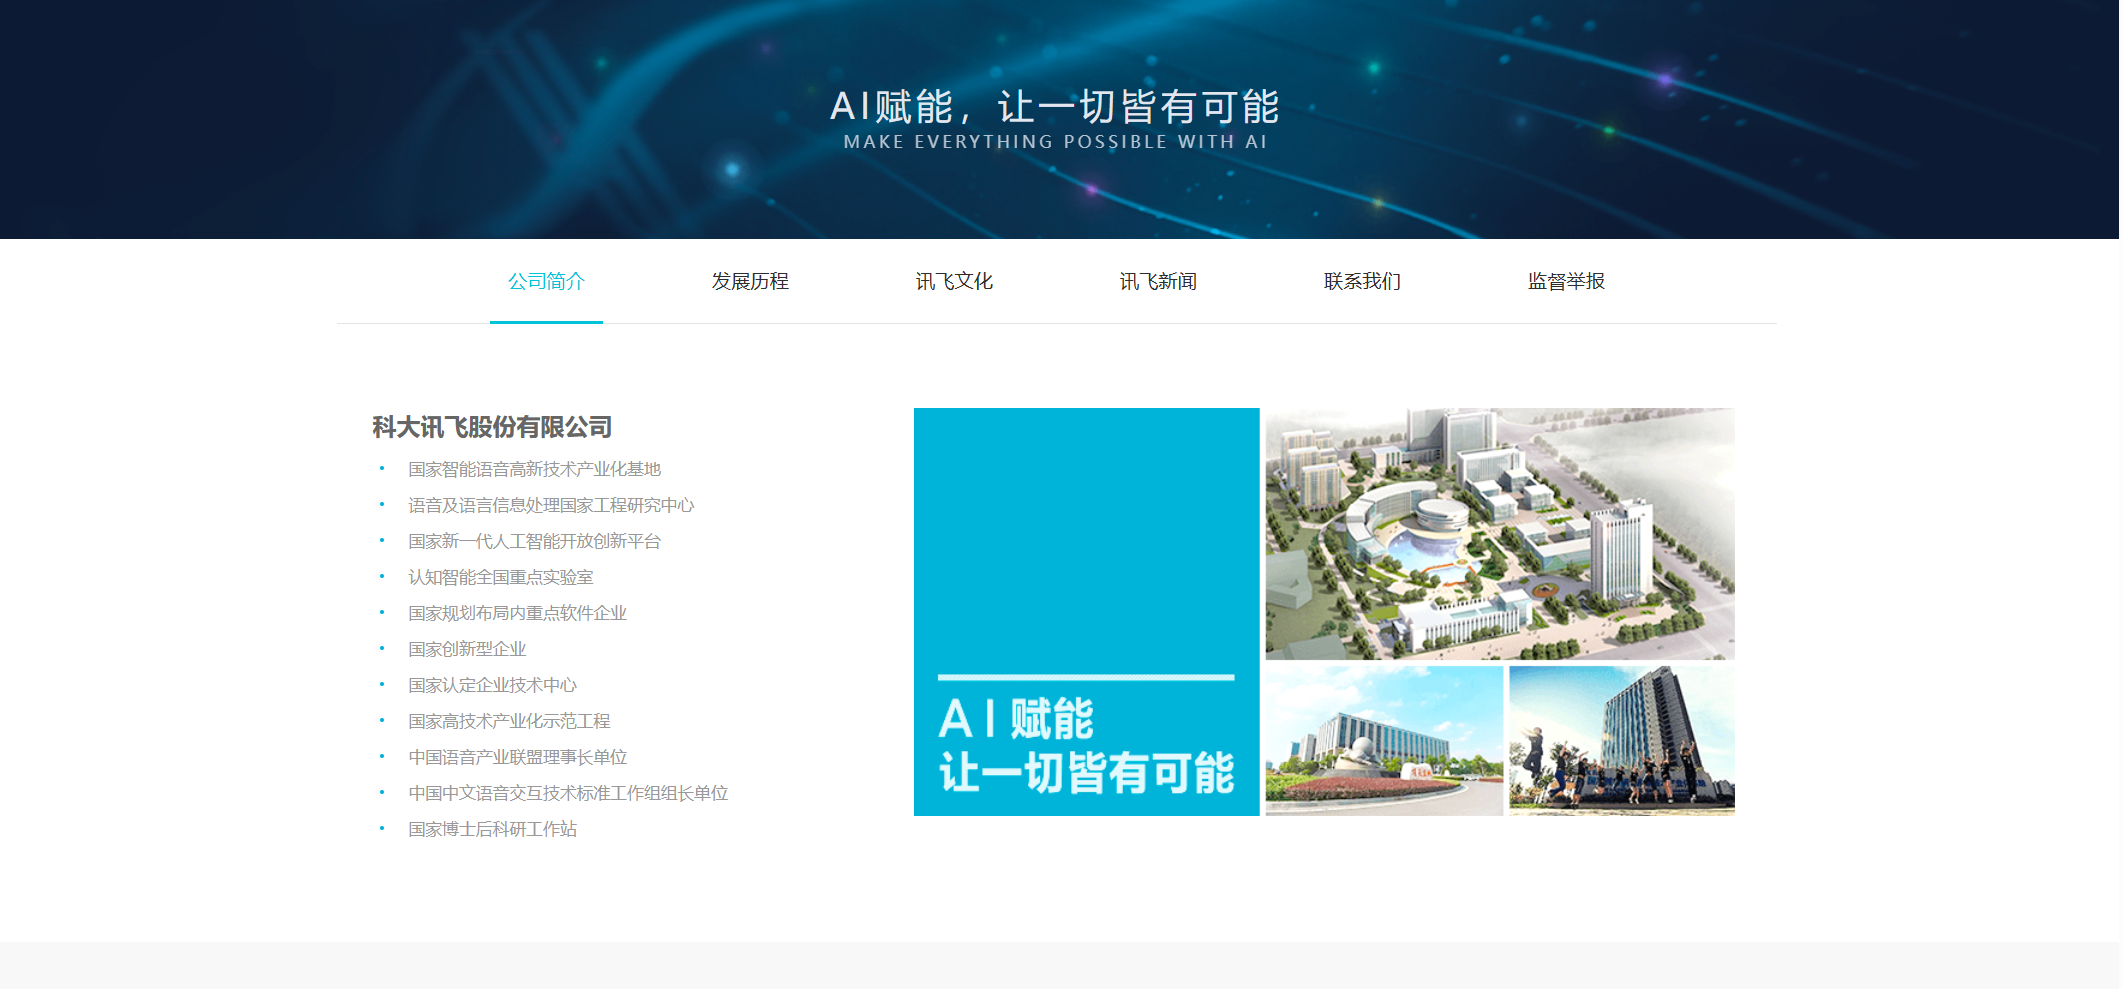 AI赋能，让一切皆有可能
MAKE EVERYTHING POSSIBLE WITH AI
公司简介
发展历程
讯飞文化
讯飞新闻
联系我们
监督举报
科大讯飞股份有限公司
国家智能语音高新技术产业化基地
语音及语言信息处理国家工程研究中心
国家新一代人工智能开放创新平台
认知智能全国重点实验室
国家规划布局内重点软件企业
国家创新型企业
国家认定企业技术中心
国家高技术产业化示范工程
中国语音产业联盟理事长单位
中国中文语音交互技术标准工作组组长单位
国家博士后科研工作站
AI 赋能
让一切皆有可能